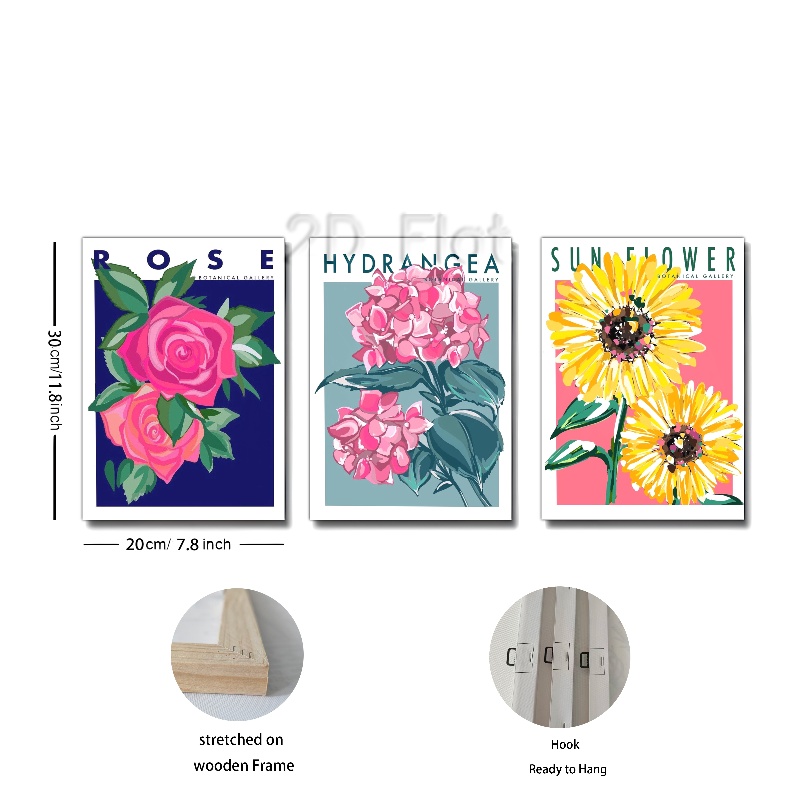 2D Flat
ROSE
BOTANICAL GALLERY
HYDRANGEA
GALLERY
SUN FLOWER
BOTANICAL GALLERY
30cm/11.8inch
20cm/ 7.8 inch
stretched on
wooden Frame
Hook
Ready to Hang